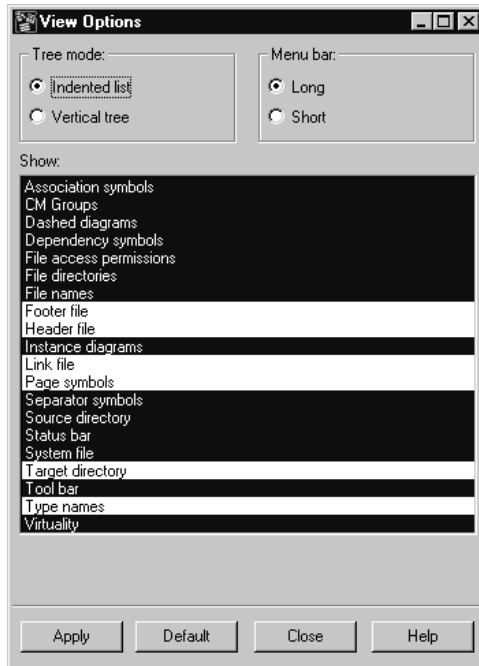 View Options
Tree mode:
Indented list
Vertical tree
Menu bar:
Long
Short
Show:
Association symbols
CM Groups
Dashed diagrams
Dependency symbols
File access permissions
File directories
File names
Footer file
Header file
Instance diagrams
Link file
Page symbols
Separator symbols
Source directory
Status bar
System file
Target directory
Tool bar
Type names
Virtuality
Apply
Default
Close
Help